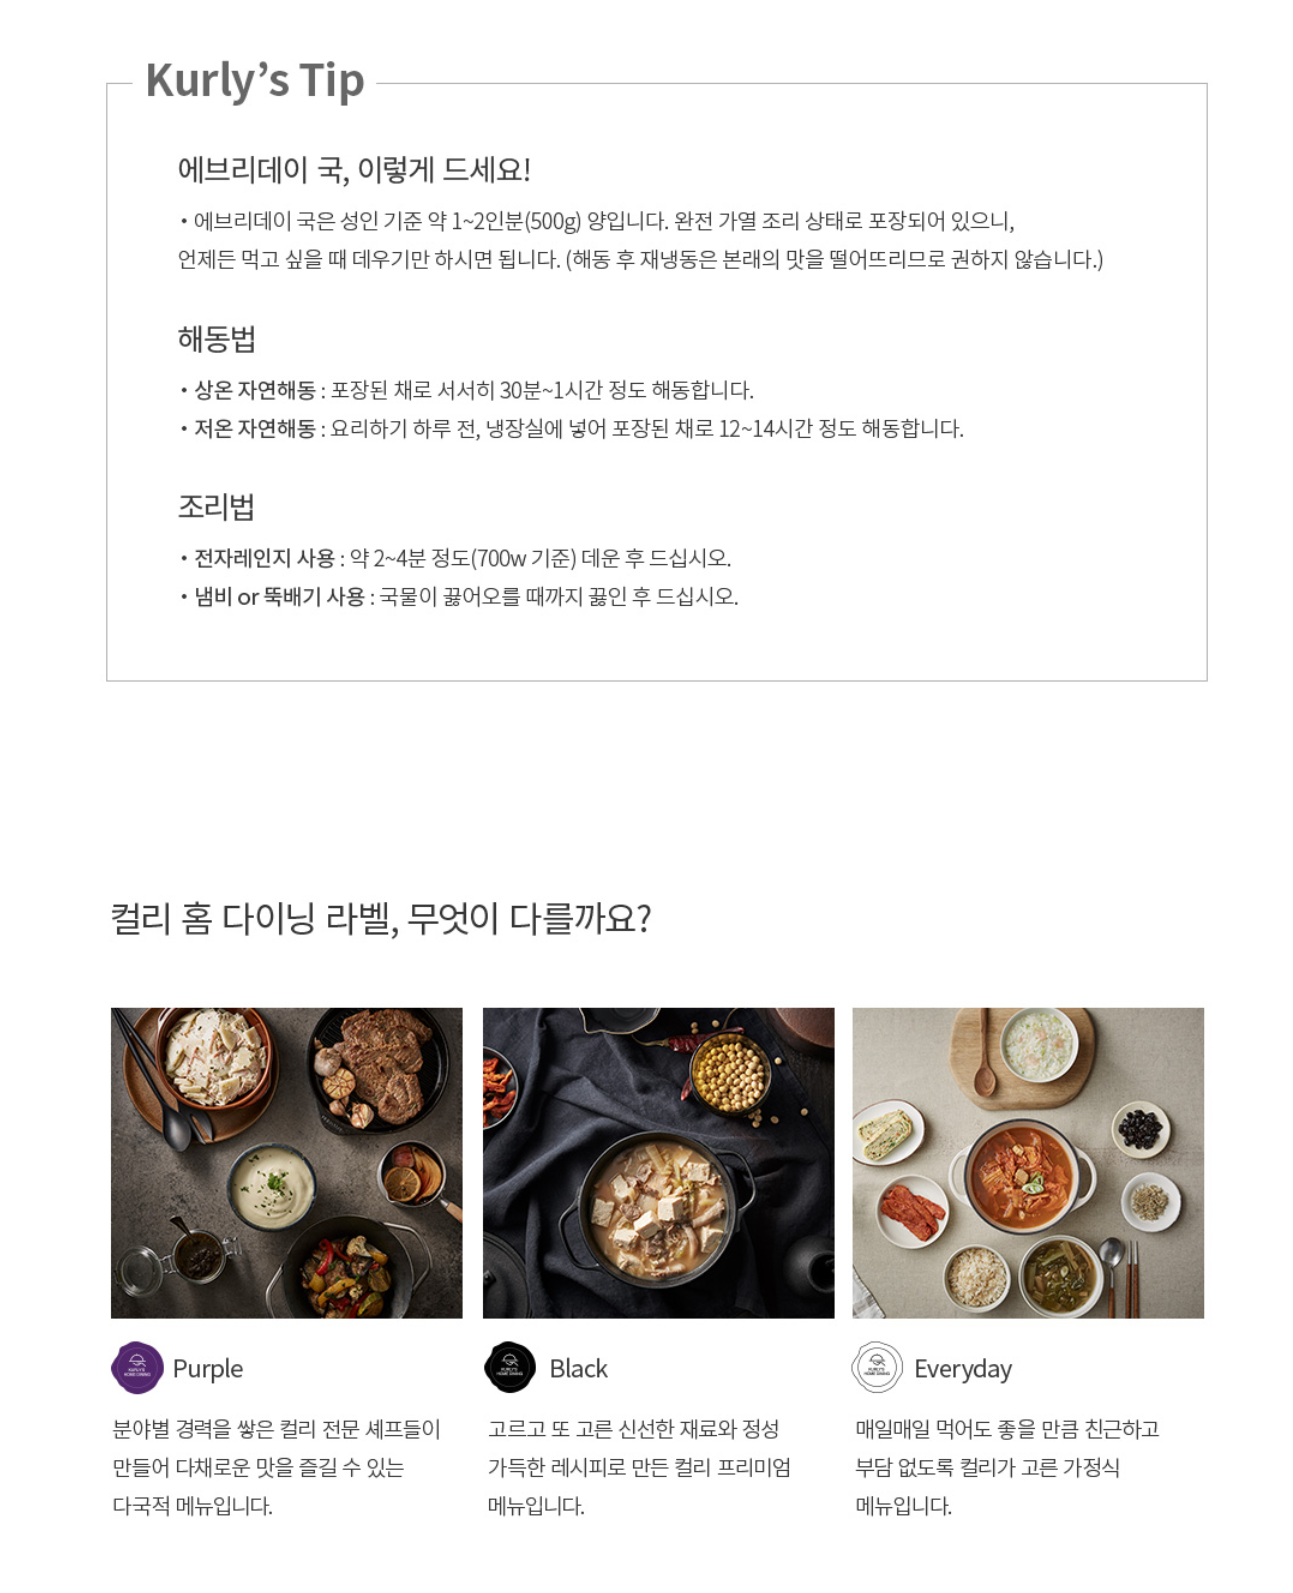 Kurly’s Tip
에브리데이 국, 이렇게 드세요!
• 에브리데이 국은 성인 기준 약 1~2인분(500g) 양입니다. 완전 가열 조리 상태로 포장되어 있으니,
언제든 먹고 싶을 때 데우기만 하시면 됩니다. (해동 후 재냉동은 본래의 맛을 떨어뜨리므로 권하지 않습니다.)
해동법
• 상온 자연해동 : 포장된 채로 서서히 30분~1시간 정도 해동합니다.
• 저온 자연해동 : 요리하기 하루 전, 냉장실에 넣어 포장된 채로 12~14시간 정도 해동합니다.
조리법
• 전자레인지 사용 : 약 2~4분 정도(700w 기준) 데운 후 드십시오.
• 냄비 or 뚝배기 사용 : 국물이 끓어오를 때까지 끓인 후 드십시오.
컬리 홈 다이닝 라벨, 무엇이 다를까요?
KURLY'S
HOME DINING
Purple
분야별 경력을 쌓은 컬리 전문 셰프들이
만들어 다채로운 맛을 즐길 수 있는
다국적 메뉴입니다.
KURLY'S
HOME DINING
Black
고르고 또 고른 신선한 재료와 정성
가득한 레시피로 만든 컬리 프리미엄
메뉴입니다.
KURLY'S
HOME DINING
Everyday
매일매일 먹어도 좋을 만큼 친근하고
부담 없도록 컬리가 고른 가정식
메뉴입니다.